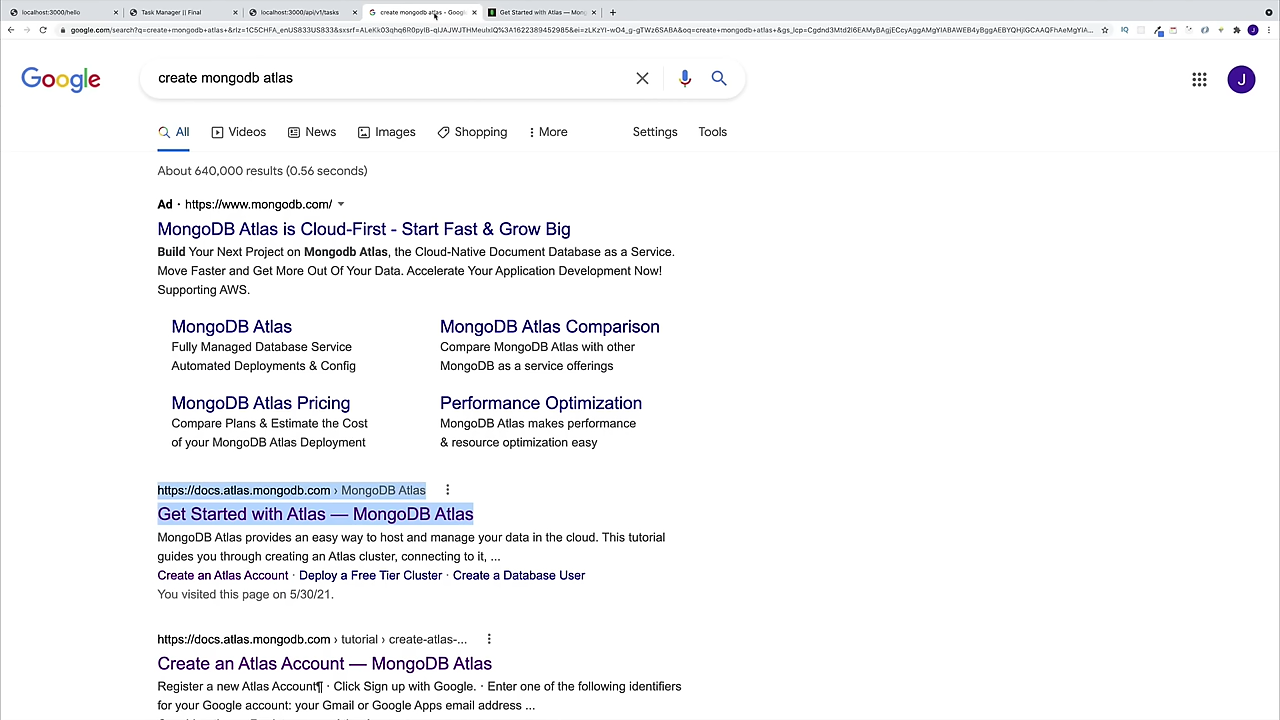 localhost:3000/hello
Task Manager || Final
localhost:3000/api/v1/tasks
create mongodb atlas - Googl
Get Started with Atlas — Mon
Google
create mongodb atlas
J
All
Videos
News
Images
Shopping
More
Settings
Tools
About 640,000 results (0.56 seconds)
Ad · https://www.mongodb.com/
MongoDB Atlas is Cloud-First - Start Fast & Grow Big
Build Your Next Project on Mongodb Atlas, the Cloud-Native Document Database as a Service.
Move Faster and Get More Out Of Your Data. Accelerate Your Application Development Now!
Supporting AWS.
MongoDB Atlas
Fully Managed Database Service
Automated Deployments & Config
MongoDB Atlas Comparison
Compare MongoDB Atlas with other
MongoDB as a service offerings
MongoDB Atlas Pricing
Compare Plans & Estimate the Cost
of your MongoDB Atlas Deployment
Performance Optimization
MongoDB Atlas makes performance
& resource optimization easy
https://docs.atlas.mongodb.com › MongoDB Atlas
Get Started with Atlas — MongoDB Atlas
MongoDB Atlas provides an easy way to host and manage your data in the cloud. This tutorial
guides you through creating an Atlas cluster, connecting to it, ...
Create an Atlas Account · Deploy a Free Tier Cluster · Create a Database User
You visited this page on 5/30/21.
https://docs.atlas.mongodb.com › tutorial › create-atlas-...
Create an Atlas Account — MongoDB Atlas
Register a new Atlas Account¶ · Click Sign up with Google. · Enter one of the following identifiers
for your Google account: your Gmail or Google Apps email address ...